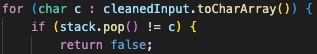 for (char c : cleanedInput.toCharArray()) {
if (stack.pop() != c) {
return false;